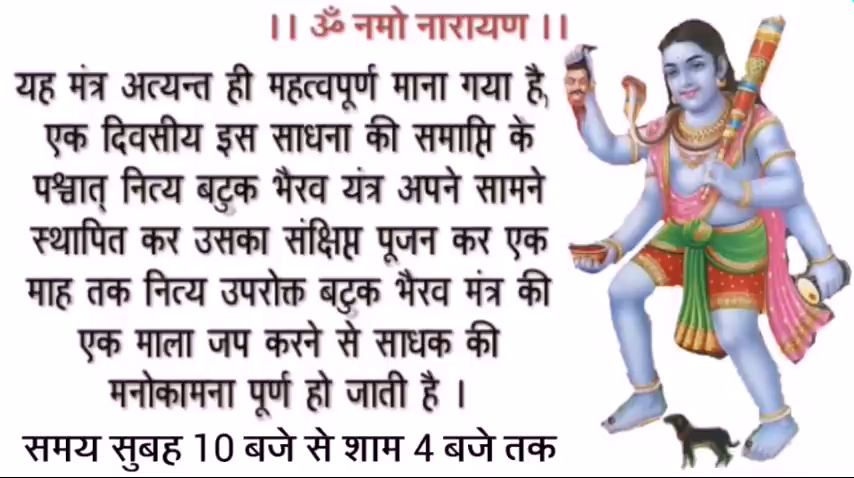 ।। ॐ नमो नारायण ।।
यह मंत्र अत्यन्त ही महत्वपूर्ण माना गया है,
एक दिवसीय इस साधना की समाप्ति के
पश्चात् नित्य बटुक भैरव यंत्र अपने सामने
स्थापित कर उसका संक्षिप्त पूजन कर एक
माह तक नित्य उपरोक्त बटुक भैरव मंत्र की
एक माला जप करने से साधक की
मनोकामना पूर्ण हो जाती है ।
समय सुबह 10 बजे से शाम 4 बजे तक